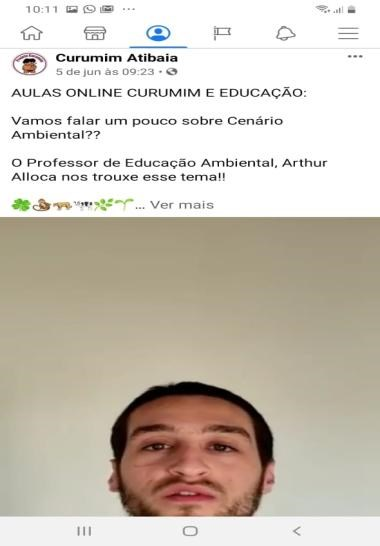 10:11
Curumim Atibaia
5 de jun às 09:23
AULAS ONLINE CURUMIM E EDUCAÇÃO:
Vamos falar um pouco sobre Cenário
Ambiental??
O Professor de Educação Ambiental, Arthur
Alloca nos trouxe esse tema!!
... Ver mais